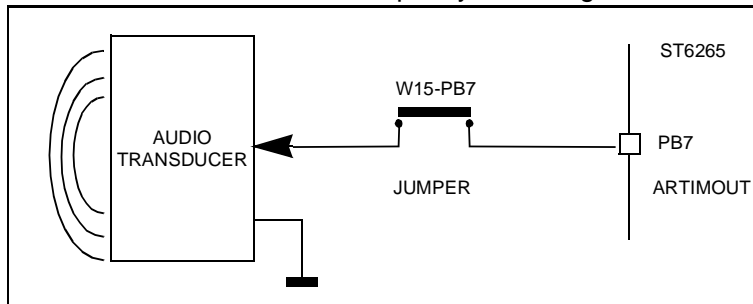 ST6265
W15-PB7
AUDIO
TRANSDUCER
PB7
JUMPER
ARTIMOUT